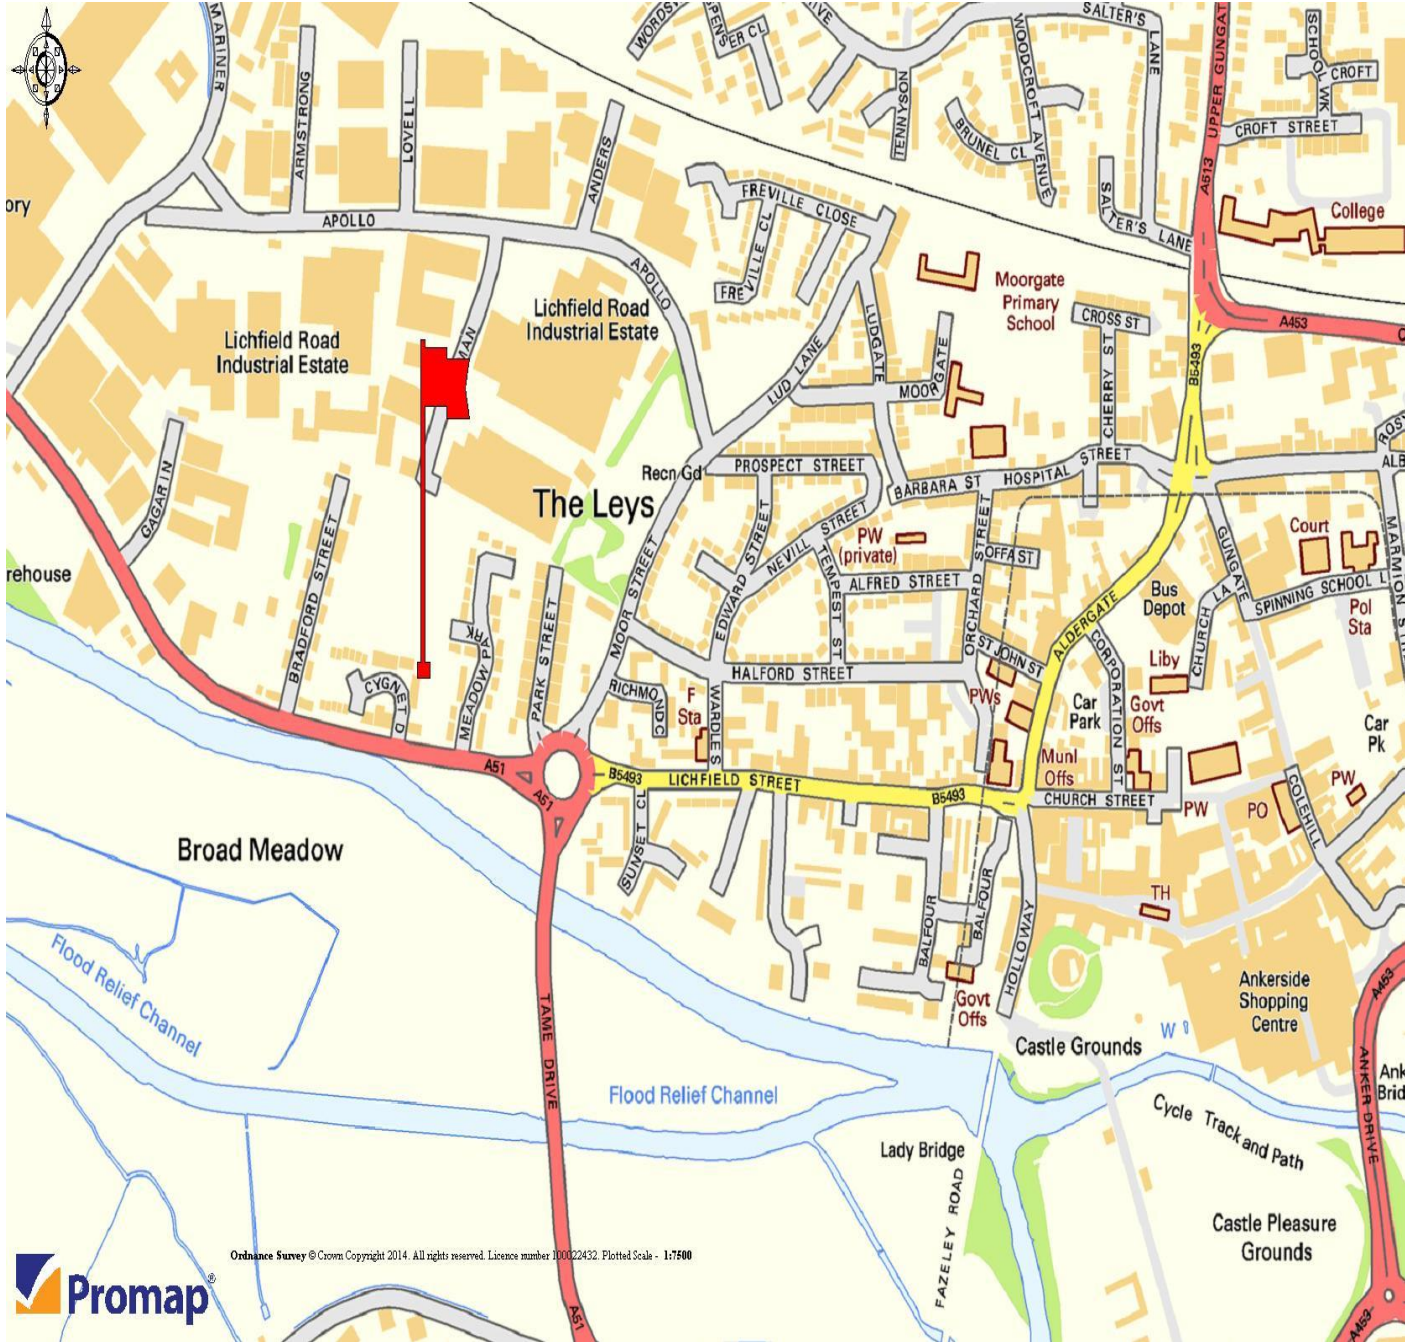 MARINER
ARMSTRONG
LOVELL
ANDERS
WORDS
SER CL
TENNYSON
WOODCROFT AVENUE
BRUNEL CL
SALTER'S
LANE
UPPER GUNGAT
SCHOOL WK
CROFT
CROFT STREET
ory
APOLLO
APOLLO
FREVILLE CLOSE
FREVILLE CL
FRE
SALTER'S LANE
A513
College
Lichfield Road
Industrial Estate
Lichfield Road
Industrial Estate
MAN
LUDGATE
LUD LANE
MOORGATE
Moorgate
Primary
School
CROSS ST
CHERRY ST
B5493
A453
GAGARIN
BRADFORD STREET
rehouse
The Leys
Recn Gd
PROSPECT STREET
BARBARA ST
HOSPITAL
STREET
ALB
MARMION
EDWARD STREET
NEVILL STREET
TEMPEST ST
PW
(private)
ALFRED STREET
ORCHARD STREET
OFFA ST
GUNGATE
Court
SPINNING SCHOOL L
Pol
Sta
Bus
Depot
CHURCH LA
ALDERGATE
MOOR STREET
PARK STREET
MEADOW PARK
CYGNET D
HALFORD STREET
ST JOHN ST
CORPORATION ST
Liby
RICHMOND C
F
Sta
WARDLE S
PWs
Car
Park
Govt
Offs
Car
Pk
Munl
Offs
A51
A51
B5493
LICHFIELD STREET
B5493
CHURCH STREET
PW
PO
PW
COLEHILL
SUNSET CL
Broad Meadow
BALFOUR
BALFOUR
HOLLOWAY
TH
Flood Relief Channel
TAME DRIVE
Govt
Offs
Ankerside
Shopping
Centre
A453
W
Castle Grounds
ANKER DRIVE
Ank
Brid
Flood Relief Channel
Cycle Track and Path
Lady Bridge
FAZELEY ROAD
Castle Pleasure
Grounds
Ordnance Survey © Crown Copyright 2014. All rights reserved. Licence number 100022432. Plotted Scale - 1:7500
Promap®
A51
A453